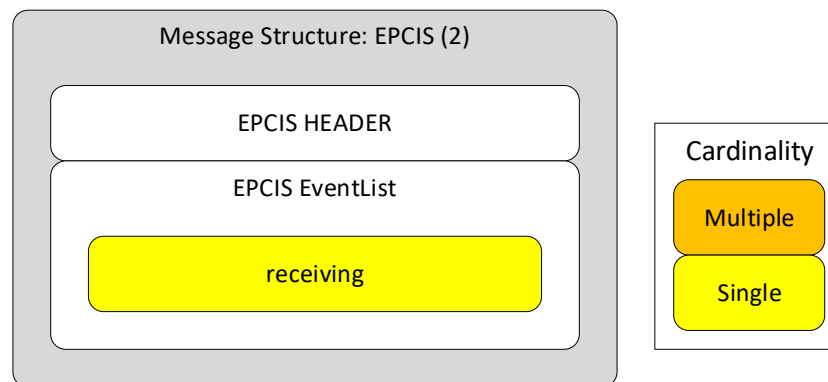 Message Structure: EPCIS (2)
EPCIS HEADER
EPCIS EventList
receiving
Cardinality
Multiple
Single